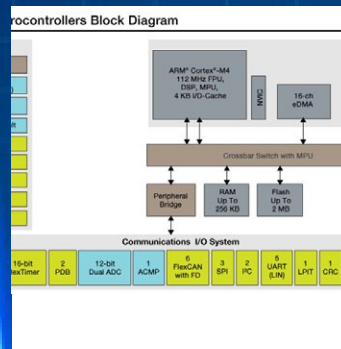 rocontrollers Block Diagram
ARM® Cortex®-M4
112 MHz FPU,
DSP, MPU,
4 KB I/D-Cache
CIVN
16-ch
eDMA
Crossbar Switch with MPU
Peripheral
Bridge
RAM
Up To
256 KB
Flash
Up To
2 MB
Communications I/O System
16-bit
exTimer
2
PDB
12-bit
Dual ADC
1
ACMP
6
FlexCAN
with FD
3
SPI
2
I²C
5
UART
(LIN)
1
LPIT
1
CRC